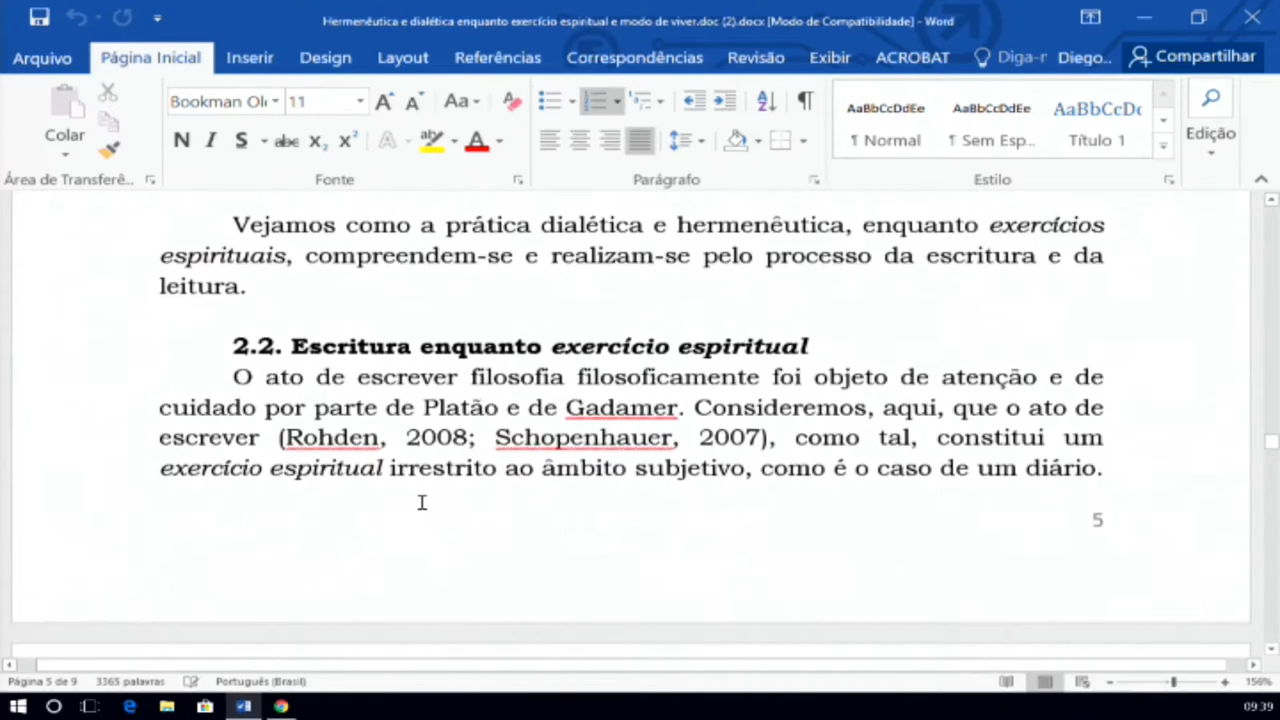 Hermenêutica e dialética enquanto exercício espiritual e modo de viver.doc (2).docx [Modo de Compatibilidade] - Word
Arquivo Página Inicial Inserir Design Layout Referências Correspondências Revisão Exibir ACROBAT Diga-r Diego... Compartilhar
Colar
Bookman Ol 11
Aa
N I S abc X₂ X² A A
AaBbCcDdEe AaBbCcDdEe AaBbCcDc
¶ Normal ¶ Sem Esp... Título 1
Edição
Área de Transferê... Fonte Parágrafo Estilo
Vejamos como a prática dialética e hermenêutica, enquanto exercícios
espirituais, compreendem-se e realizam-se pelo processo da escritura e da
leitura.
2.2. Escritura enquanto exercício espiritual
O ato de escrever filosofia filosoficamente foi objeto de atenção e de
cuidado por parte de Platão e de Gadamer. Consideremos, aqui, que o ato de
escrever (Rohden, 2008; Schopenhauer, 2007), como tal, constitui um
exercício espiritual irrestrito ao âmbito subjetivo, como é o caso de um diário.
5
Página 5 de 9 3365 palavras Português (Brasil) 156%
09:39